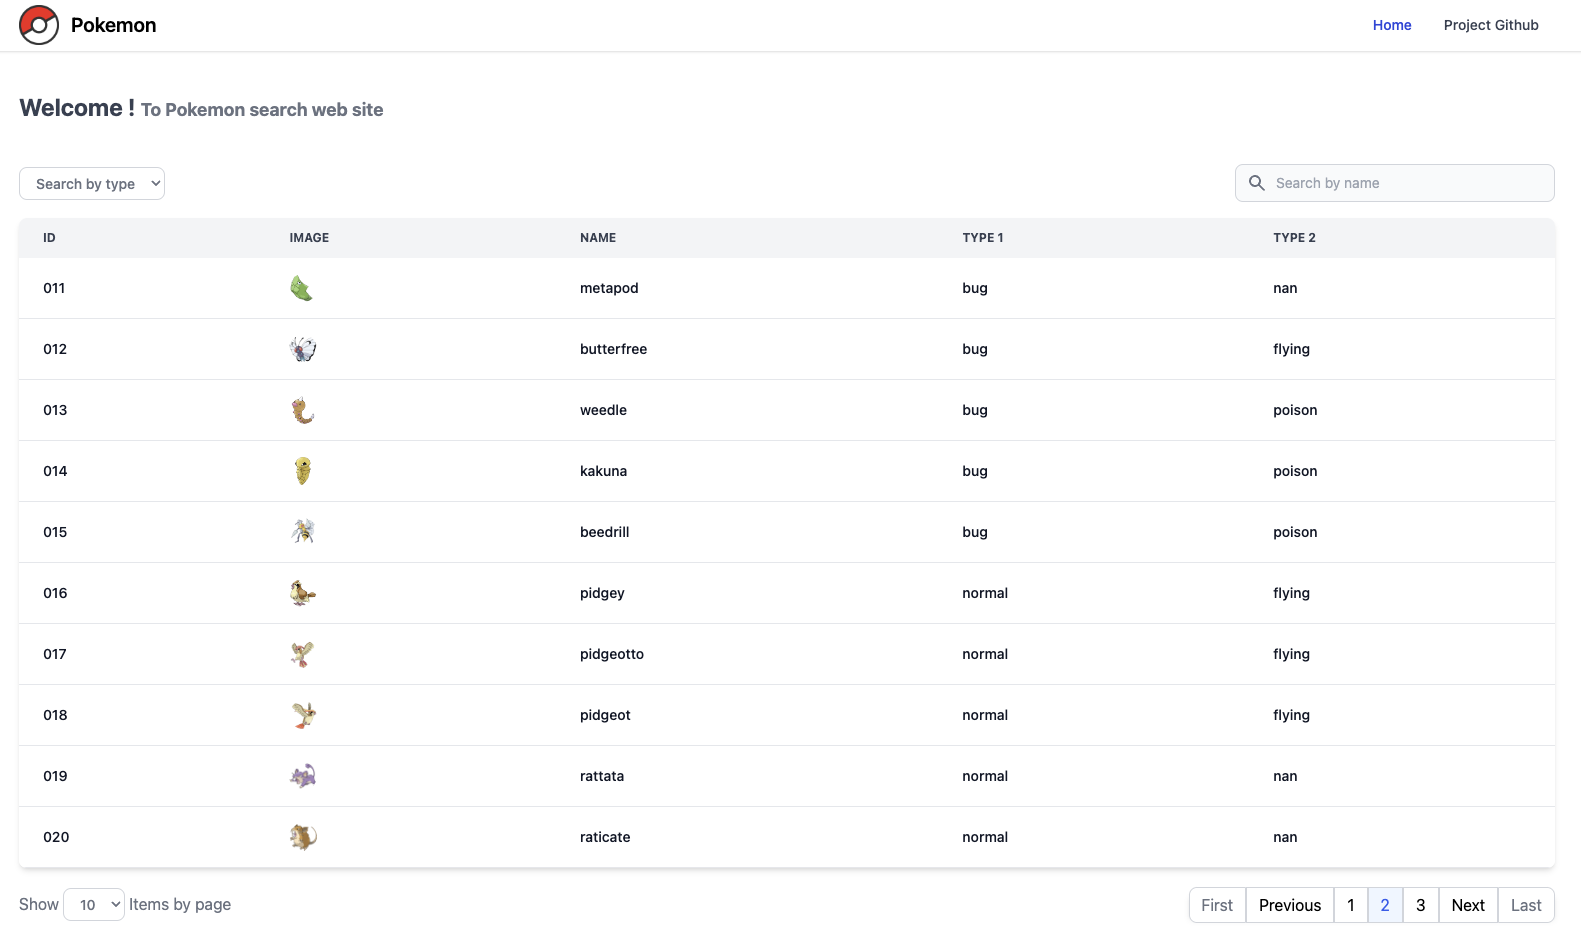 Pokemon Home Project Github
Welcome ! To Pokemon search web site
Search by type Search by name
ID IMAGE NAME TYPE 1 TYPE 2
011 metapod bug nan
012 butterfree bug flying
013 weedle bug poison
014 kakuna bug poison
015 beedrill bug poison
016 pidgey normal flying
017 pidgeotto normal flying
018 pidgeot normal flying
019 rattata normal nan
020 raticate normal nan
Show 10 Items by page First Previous 1 2 3 Next Last